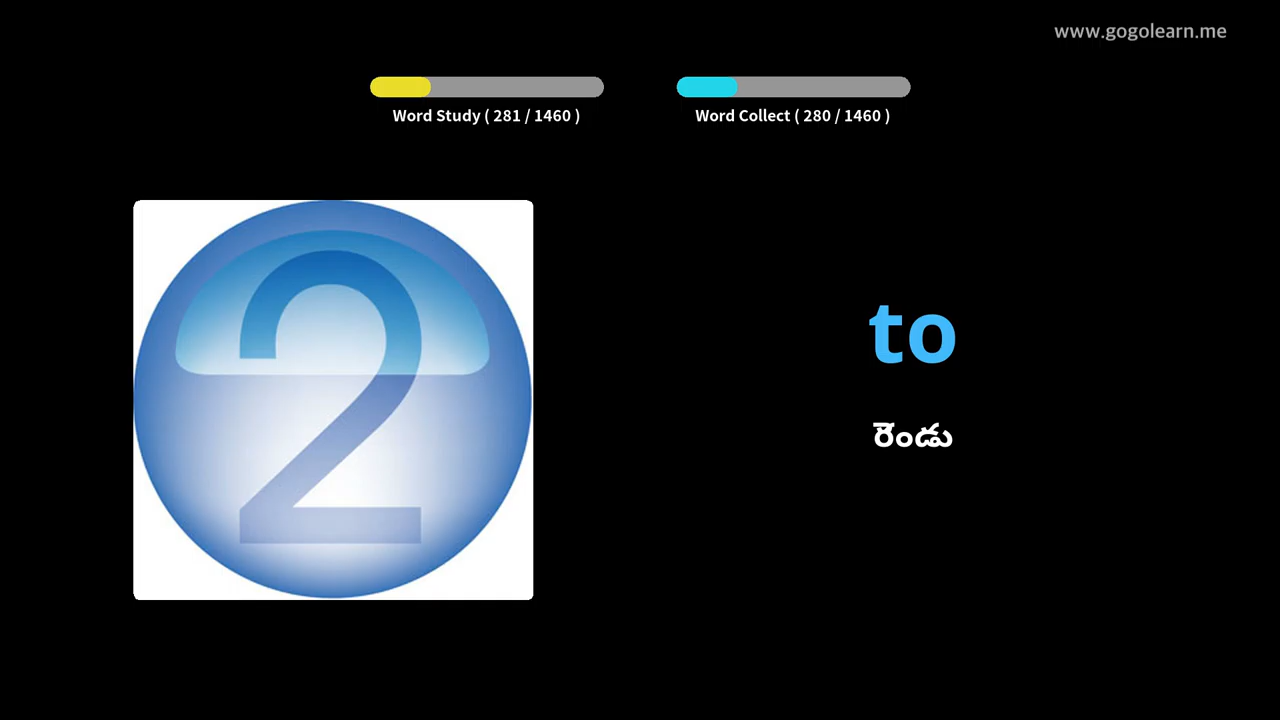 www.gogolearn.me
Word Study ( 281 / 1460 )
Word Collect ( 280 / 1460 )
2
to
రెండు